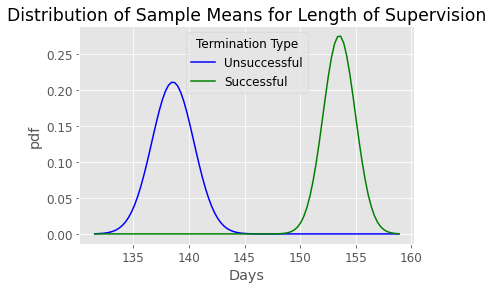 Distribution of Sample Means for Length of Supervision
Termination Type
Unsuccessful
Successful
pdf
0.25
0.20
0.15
0.10
0.05
0.00
135
140
145
150
155
160
Days